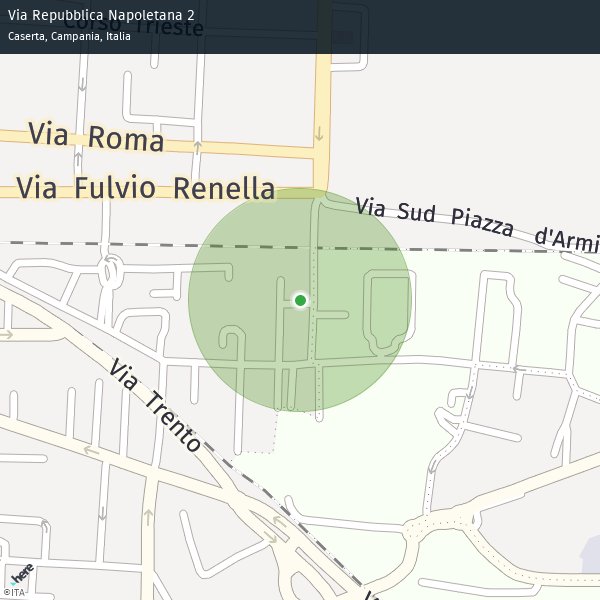 Via Repubblica Napoletana 2
Caserta, Campania, Italia
Corso Trieste
Via Roma
Via Fulvio Renella
Via Sud Piazza d'Armi
Via Trento
here
©ITA